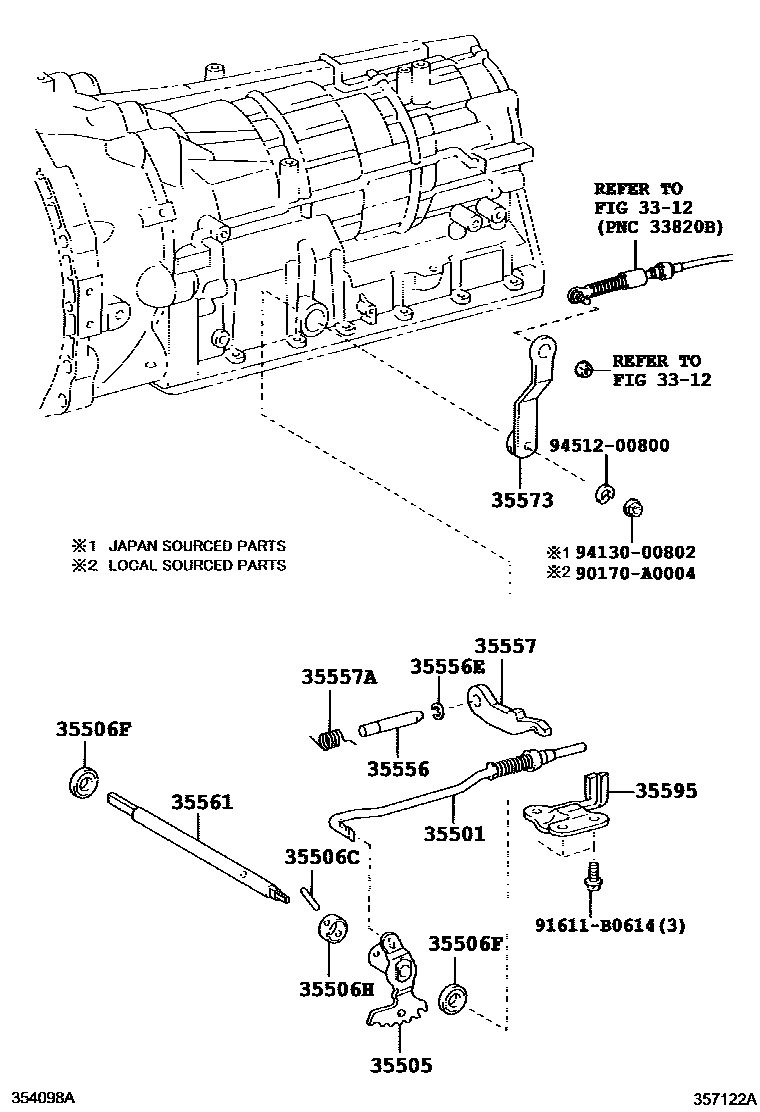 REFER TO
FIG 33-12
(PNC 33820B)
REFER TO
FIG 33-12
94512-00800
35573
※1 94130-00802
※2 90170-A0004
※1 JAPAN SOURCED PARTS
※2 LOCAL SOURCED PARTS
35557
35556E
35557A
35506F
35556
35595
35561
35501
35506C
91611-B0614(3)
35506F
35506H
35505
354098A
357122A